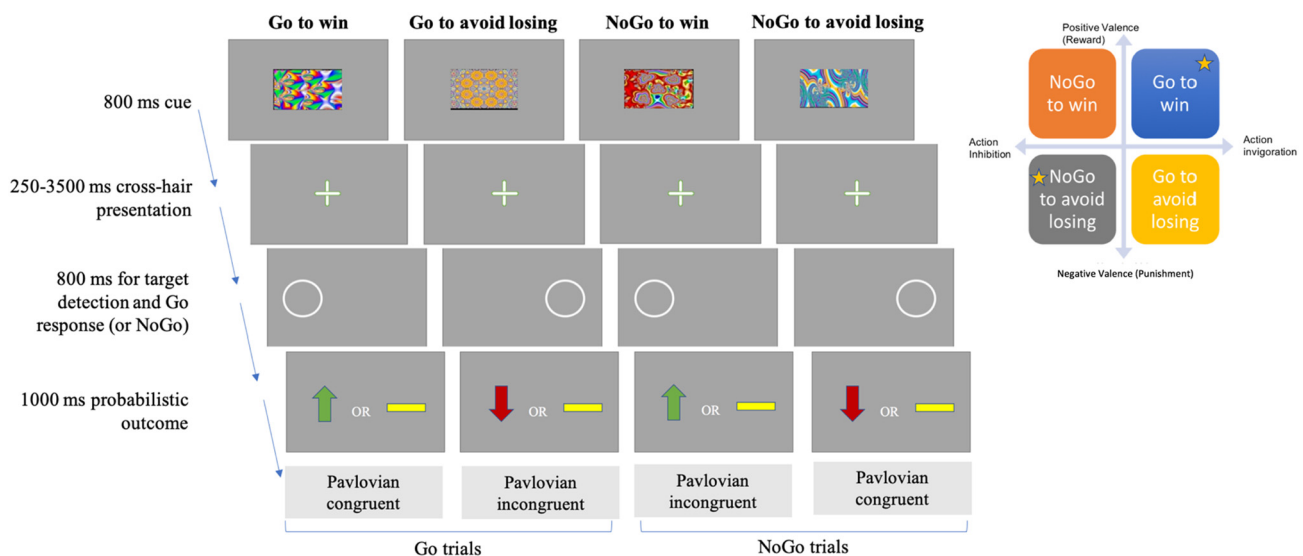 Go to win
Go to avoid losing
NoGo to win
NoGo to avoid losing
800 ms cue
250-3500 ms cross-hair
presentation
800 ms for target
detection and Go
response (or NoGo)
1000 ms probabilistic
outcome
OR
OR
OR
OR
Pavlovian
congruent
Pavlovian
incongruent
Pavlovian
incongruent
Pavlovian
congruent
Go trials
NoGo trials
Positive Valence
(Reward)
NoGo
to win
Go to
win
Action
Inhibition
Action
invigoration
NoGo
to avoid
losing
Go to
avoid
losing
Negative Valence (Punishment)